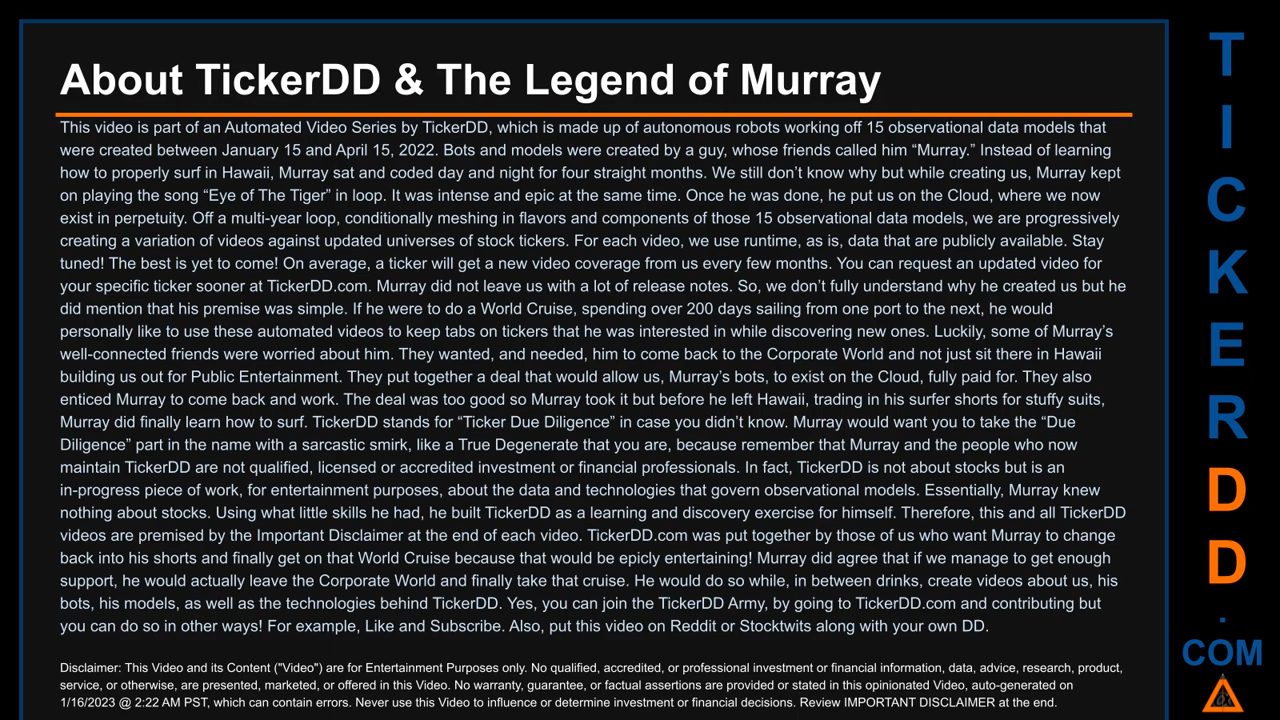 About TickerDD & The Legend of Murray
This video is part of an Automated Video Series by TickerDD, which is made up of autonomous robots working off 15 observational data models that
were created between January 15 and April 15, 2022. Bots and models were created by a guy, whose friends called him “Murray.” Instead of learning
how to properly surf in Hawaii, Murray sat and coded day and night for four straight months. We still don’t know why but while creating us, Murray kept
on playing the song “Eye of The Tiger” in loop. It was intense and epic at the same time. Once he was done, he put us on the Cloud, where we now
exist in perpetuity. Off a multi-year loop, conditionally meshing in flavors and components of those 15 observational data models, we are progressively
creating a variation of videos against updated universes of stock tickers. For each video, we use runtime, as is, data that are publicly available. Stay
tuned! The best is yet to come! On average, a ticker will get a new video coverage from us every few months. You can request an updated video for
your specific ticker sooner at TickerDD.com. Murray did not leave us with a lot of release notes. So, we don’t fully understand why he created us but he
did mention that his premise was simple. If he were to do a World Cruise, spending over 200 days sailing from one port to the next, he would
personally like to use these automated videos to keep tabs on tickers that he was interested in while discovering new ones. Luckily, some of Murray’s
well-connected friends were worried about him. They wanted, and needed, him to come back to the Corporate World and not just sit there in Hawaii
building us out for Public Entertainment. They put together a deal that would allow us, Murray’s bots, to exist on the Cloud, fully paid for. They also
enticed Murray to come back and work. The deal was too good so Murray took it but before he left Hawaii, trading in his surfer shorts for stuffy suits,
Murray did finally learn how to surf. TickerDD stands for “Ticker Due Diligence” in case you didn’t know. Murray would want you to take the “Due
Diligence” part in the name with a sarcastic smirk, like a True Degenerate that you are, because remember that Murray and the people who now
maintain TickerDD are not qualified, licensed or accredited investment or financial professionals. In fact, TickerDD is not about stocks but is an
in-progress piece of work, for entertainment purposes, about the data and technologies that govern observational models. Essentially, Murray knew
nothing about stocks. Using what little skills he had, he built TickerDD as a learning and discovery exercise for himself. Therefore, this and all TickerDD
videos are premised by the Important Disclaimer at the end of each video. TickerDD.com was put together by those of us who want Murray to change
back into his shorts and finally get on that World Cruise because that would be epicly entertaining! Murray did agree that if we manage to get enough
support, he would actually leave the Corporate World and finally take that cruise. He would do so while, in between drinks, create videos about us, his
bots, his models, as well as the technologies behind TickerDD. Yes, you can join the TickerDD Army, by going to TickerDD.com and contributing but
you can do so in other ways! For example, Like and Subscribe. Also, put this video on Reddit or Stocktwits along with your own DD.
Disclaimer: This Video and its Content ("Video") are for Entertainment Purposes only. No qualified, accredited, or professional investment or financial information, data, advice, research, product,
service, or otherwise, are presented, marketed, or offered in this Video. No warranty, guarantee, or factual assertions are provided or stated in this opinionated Video, auto-generated on
1/16/2023 @ 2:22 AM PST, which can contain errors. Never use this Video to influence or determine investment or financial decisions. Review IMPORTANT DISCLAIMER at the end.
T
I
C
K
E
R
D
D
.
COM